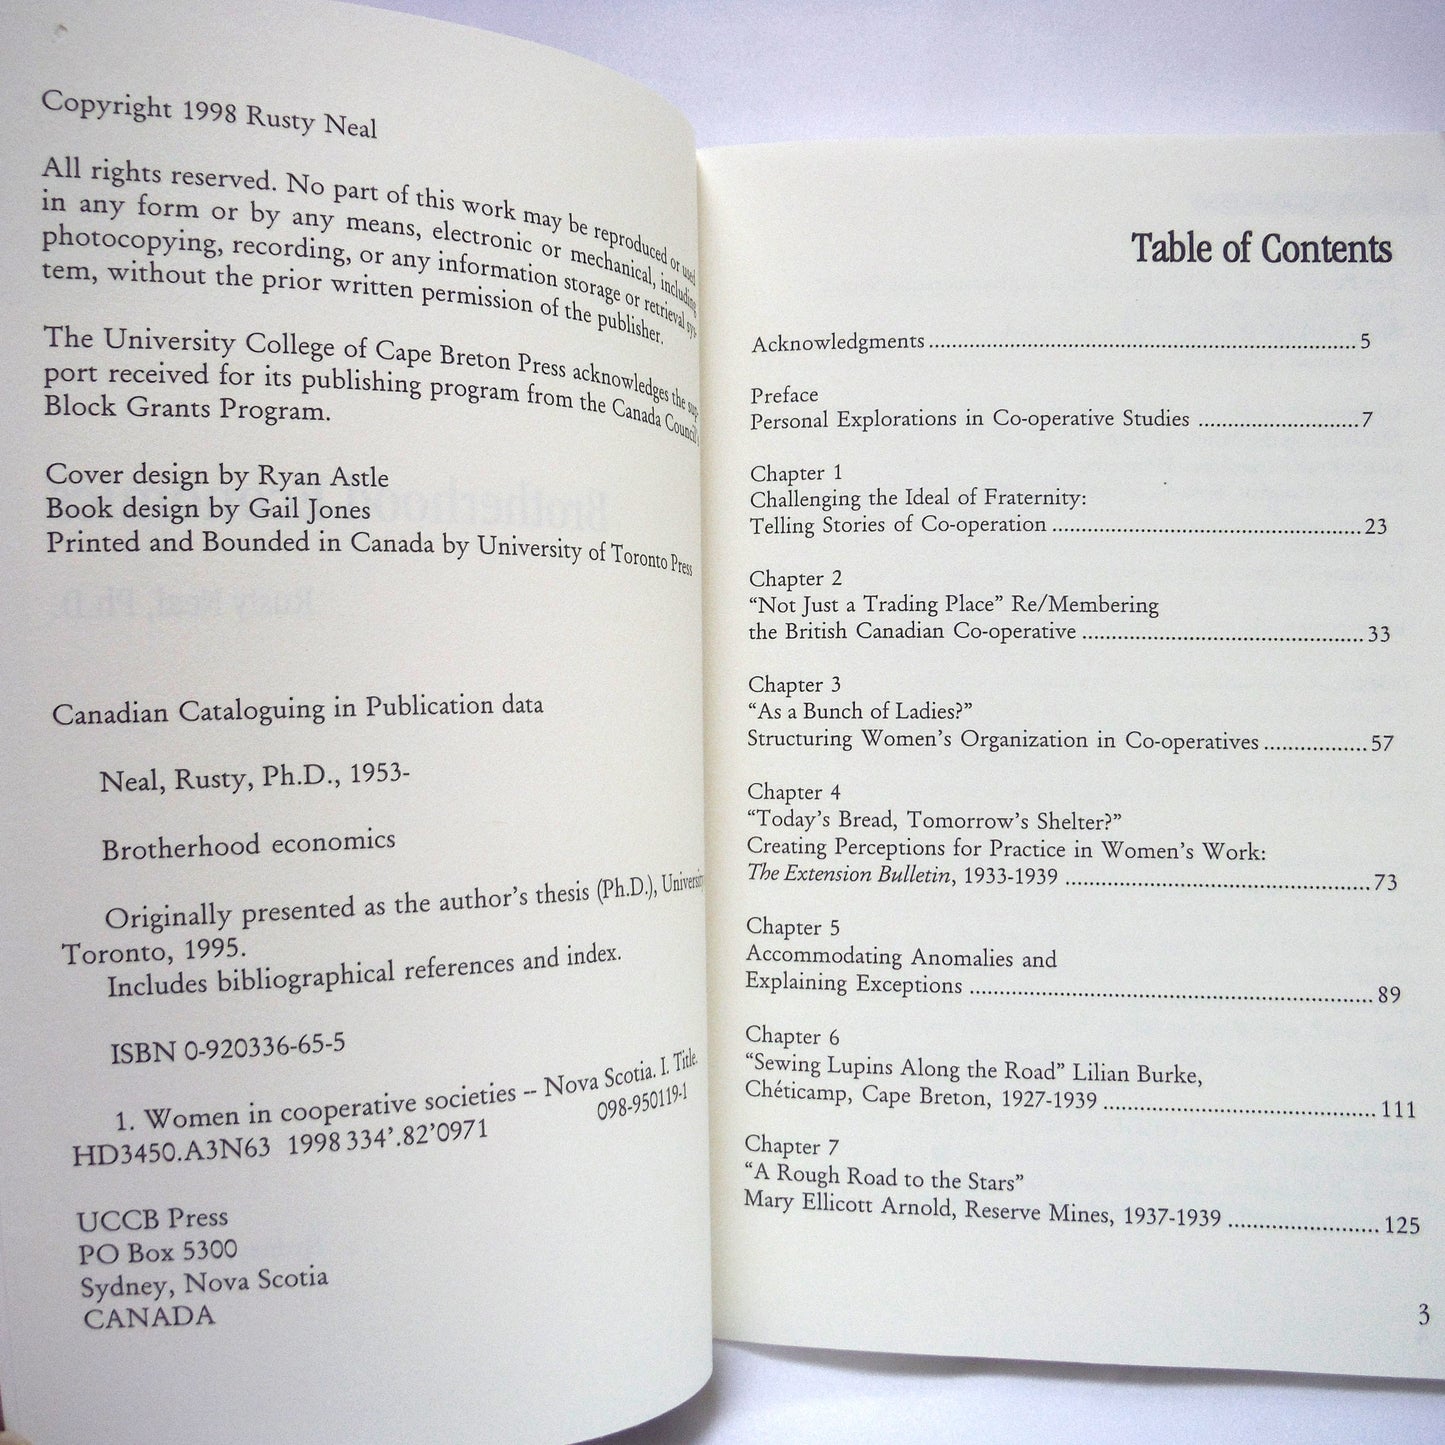 Copyright 1998 Rusty Neal
All rights reserved. No part of this work may be reproduced or used
in any form or by any means, electronic or mechanical, including
photocopying, recording, or any information storage or retrieval sys-
tem, without the prior written permission of the publisher.
The University College of Cape Breton Press acknowledges the sup-
port received for its publishing program from the Canada Council's
Block Grants Program.
Cover design by Ryan Astle
Book design by Gail Jones
Printed and Bounded in Canada by University of Toronto Press
Canadian Cataloguing in Publication data
Neal, Rusty, Ph.D., 1953-
Brotherhood economics
Originally presented as the author's thesis (Ph.D.), University
Toronto, 1995.
Includes bibliographical references and index.
ISBN 0-920336-65-5
1. Women in cooperative societies -- Nova Scotia. I. Title.
HD3450.A3N63 1998 334'.82'0971 098-950119-1
UCCB Press
PO Box 5300
Sydney, Nova Scotia
CANADA
Table of Contents
Acknowledgments 5
Preface
Personal Explorations in Co-operative Studies 7
Chapter 1
Challenging the Ideal of Fraternity:
Telling Stories of Co-operation 23
Chapter 2
“Not Just a Trading Place” Re/Membering
the British Canadian Co-operative 33
Chapter 3
“As a Bunch of Ladies?”
Structuring Women's Organization in Co-operatives 57
Chapter 4
“Today's Bread, Tomorrow's Shelter?”
Creating Perceptions for Practice in Women's Work:
The Extension Bulletin, 1933-1939 73
Chapter 5
Accommodating Anomalies and
Explaining Exceptions 89
Chapter 6
“Sewing Lupins Along the Road” Lilian Burke,
Chéticamp, Cape Breton, 1927-1939 111
Chapter 7
“A Rough Road to the Stars”
Mary Ellicott Arnold, Reserve Mines, 1937-1939 125
3